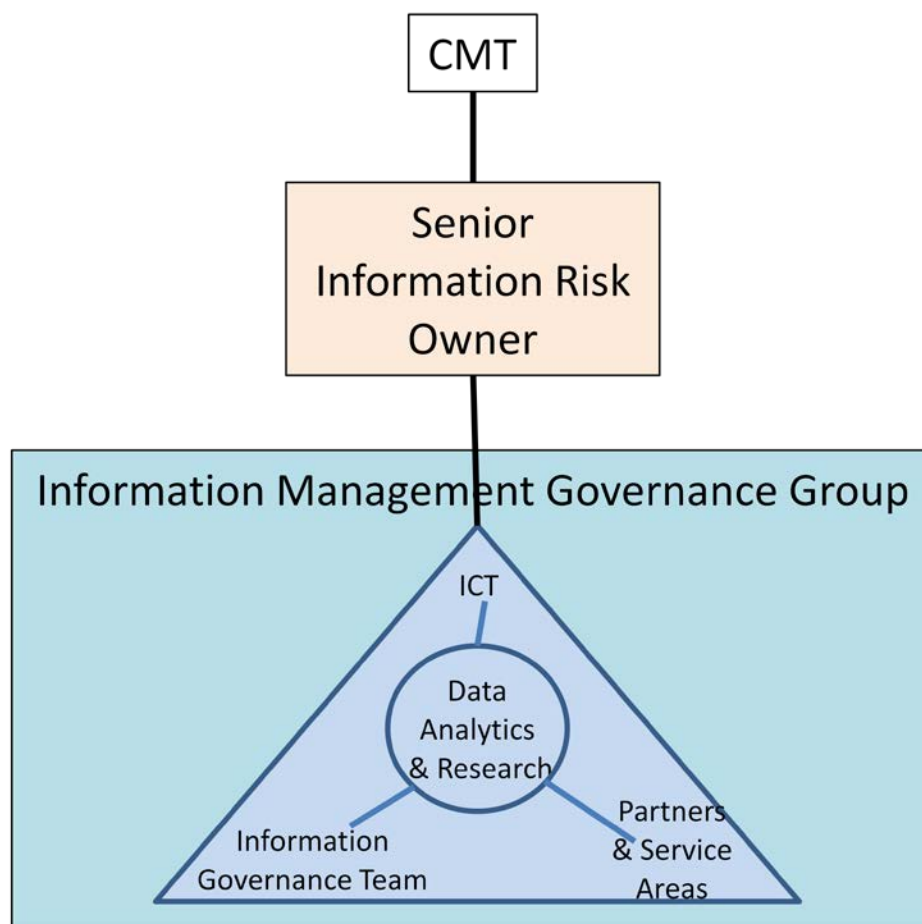 CMT
Senior
Information Risk
Owner
Information Management Governance Group
ICT
Data
Analytics
& Research
Information
Governance Team
Partners
& Service
Areas